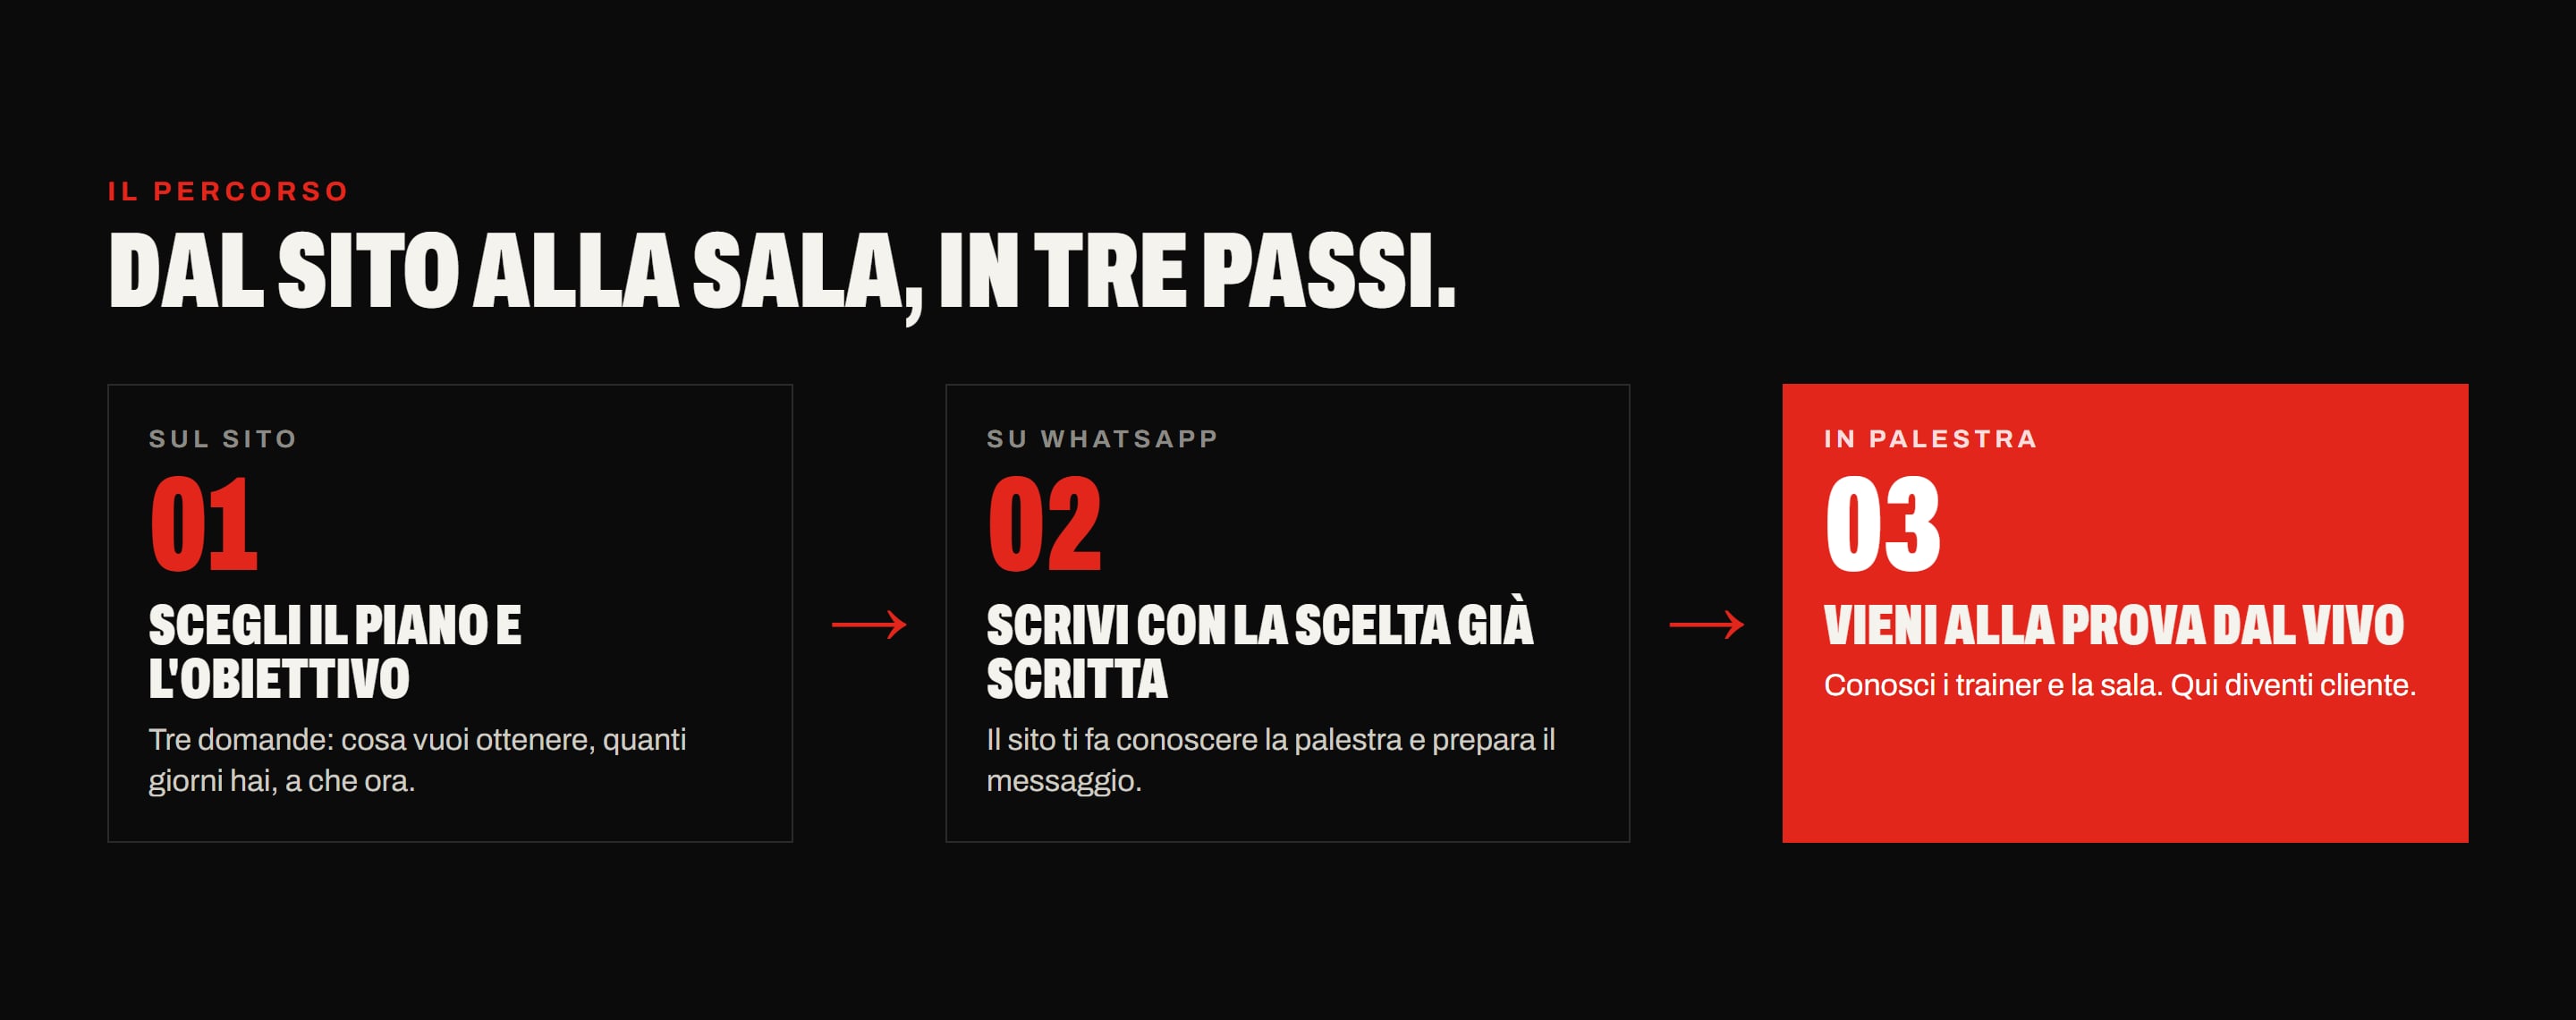 IL PERCORSO
DAL SITO ALLA SALA, IN TRE PASSI.
SUL SITO
01
SCEGLI IL PIANO E
L'OBIETTIVO
Tre domande: cosa vuoi ottenere, quanti
giorni hai, a che ora.
SU WHATSAPP
02
SCRIVI CON LA SCELTA GIÀ
SCRITTA
Il sito ti fa conoscere la palestra e prepara il
messaggio.
IN PALESTRA
03
VIENI ALLA PROVA DAL VIVO
Conosci i trainer e la sala. Qui diventi cliente.